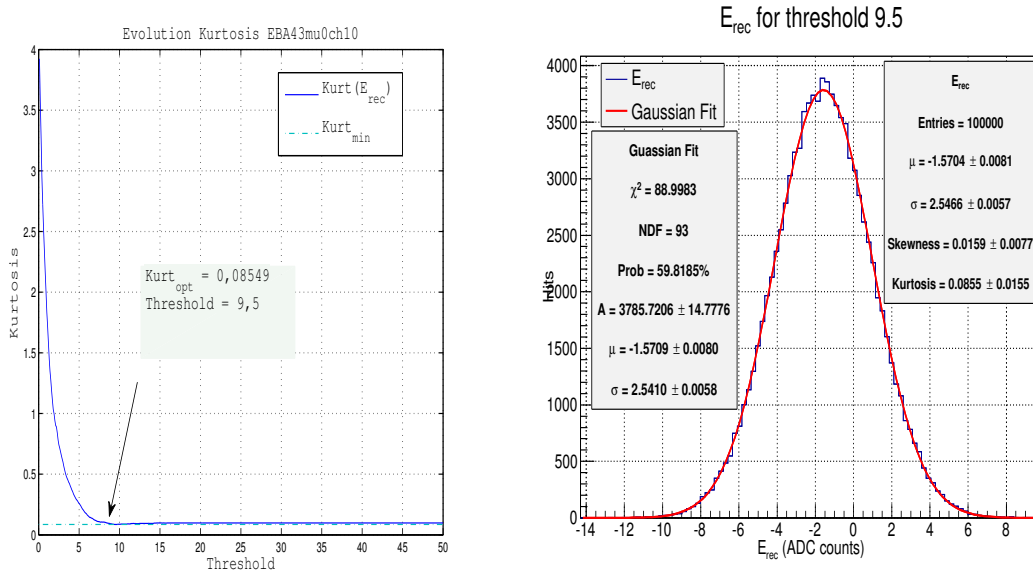 Evolution Kurtosis EBA43mu0ch10
4
3.5
3
2.5
2
1.5
1
0.5
0
0 5 10 15 20 25 30 35 40 45 50
Kurtosis
Threshold
Kurt(E_rec)
Kurt_min
Kurt_opt = 0,08549
Threshold = 9,5
E_rec for threshold 9.5
4000
3500
3000
2500
2000
1500
1000
500
0
Hits
-14 -12 -10 -8 -6 -4 -2 0 2 4 6 8
E_rec (ADC counts)
E_rec
Gaussian Fit
Guassian Fit
χ² = 88.9983
NDF = 93
Prob = 59.8185%
A = 3785.7206 ± 14.7776
μ = -1.5709 ± 0.0080
σ = 2.5410 ± 0.0058
E_rec
Entries = 100000
μ = -1.5704 ± 0.0081
σ = 2.5466 ± 0.0057
Skewness = 0.0159 ± 0.0077
Kurtosis = 0.0855 ± 0.0155